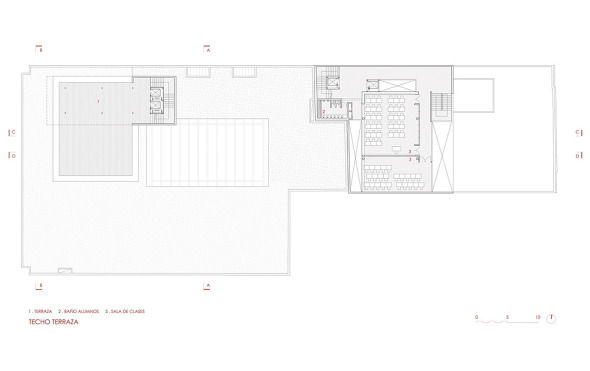 B A
1
2
3
3
C C
D D
B A
1 . TERRAZA 2 . BAÑO ALUMNOS 3 . SALA DE CLASES
TECHO TERRAZA
0 5 10